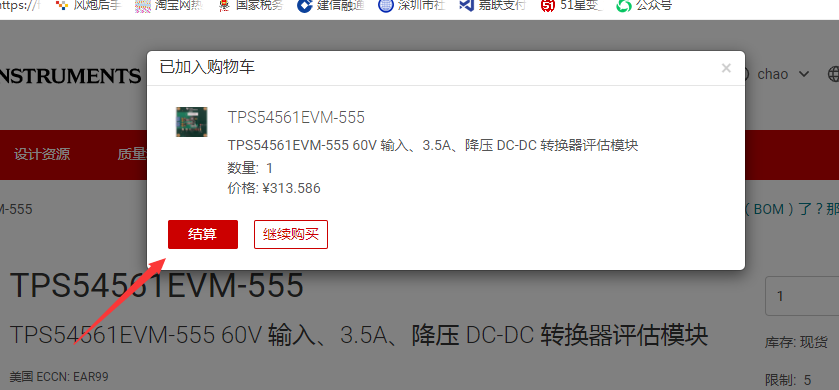 https://
风炮后手
淘宝网热
国家税务
建信融通
深圳市社
嘉联支付
51星变
公众号
NSTRUMENTS
已加入购物车
×
chao
TPS54561EVM-555
TPS54561EVM-555 60V 输入、3.5A、降压 DC-DC 转换器评估模块
数量: 1
价格: ¥313.586
设计资源
质量
-555
（BOM）了？那
结算
继续购买
TPS54561EVM-555
1
TPS54561EVM-555 60V 输入、3.5A、降压 DC-DC 转换器评估模块
库存: 现货
美国 ECCN: EAR99
限制: 5